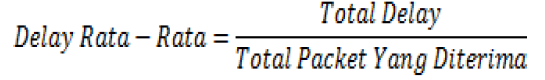 Delay Rata − Rata = Total Delay / Total Packet Yang Diterima